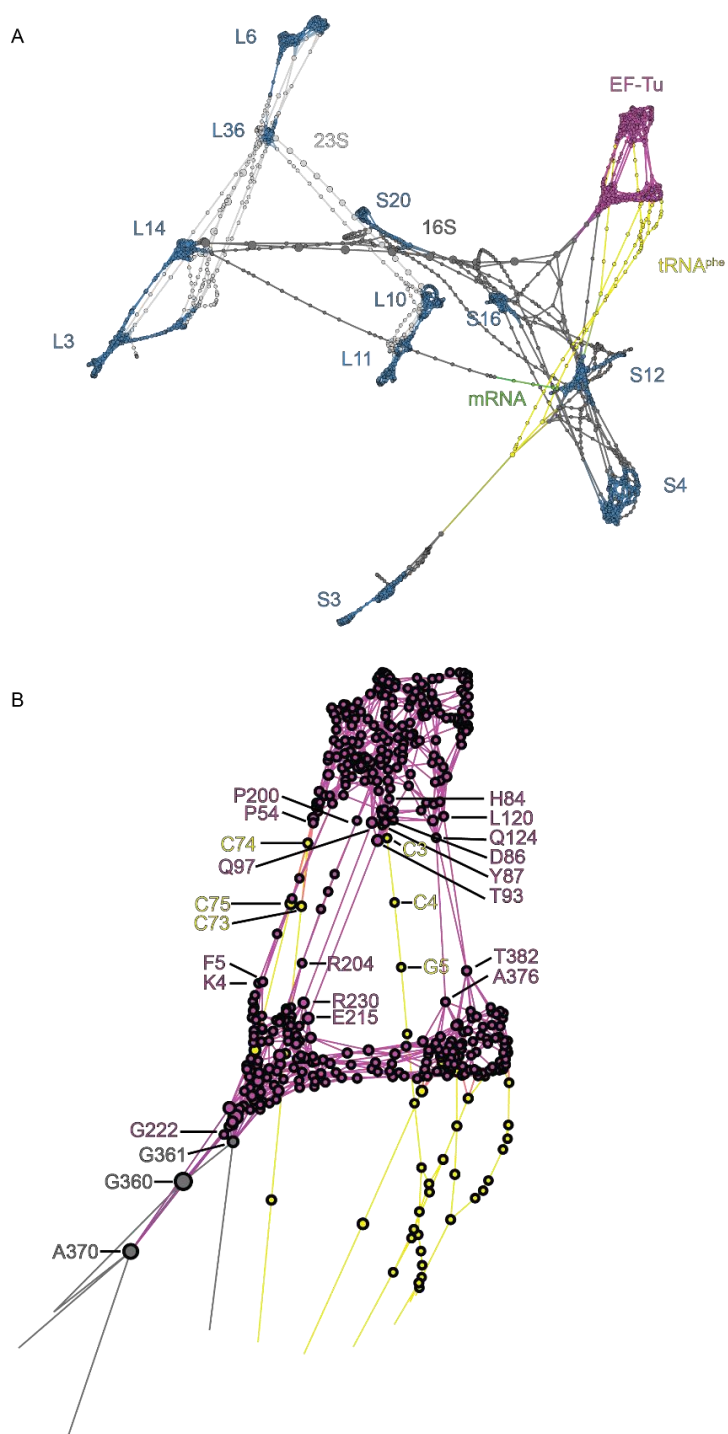 A
L6
EF-Tu
L36
23S
S20
L14
16S
tRNAphe
L10
S16
L3
L11
S12
mRNA
S4
S3
B
P200
H84
P54
L120
C74
Q124
Q97
D86
Y87
T93
C3
C75
C4
C73
F5
R204
G5
T382
K4
A376
R230
E215
G222
G361
G360
A370